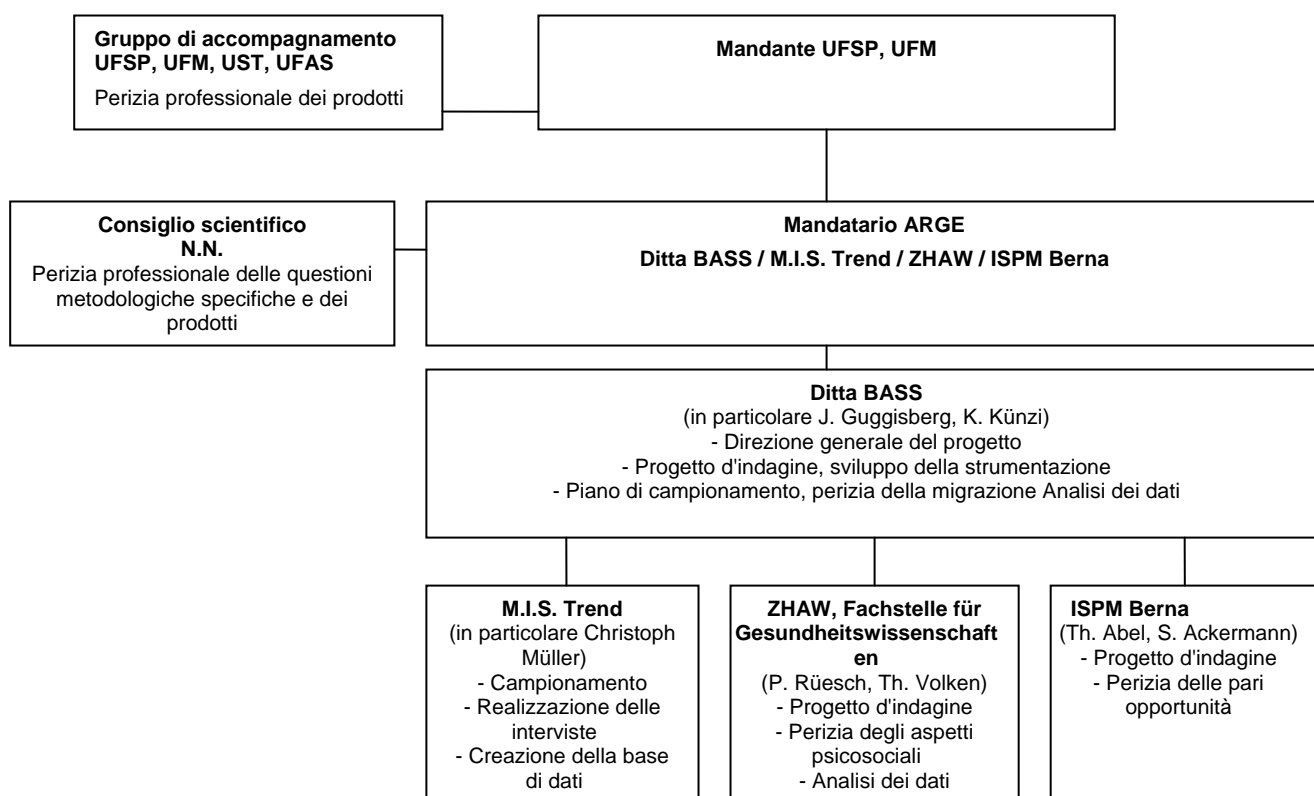 Gruppo di accompagnamento
UFSP, UFM, UST, UFAS
Perizia professionale dei prodotti
Mandante UFSP, UFM
Consiglio scientifico
N.N.
Perizia professionale delle questioni
metodologiche specifiche e dei
prodotti
Mandatario ARGE
Ditta BASS / M.I.S. Trend / ZHAW / ISPM Berna
Ditta BASS
(in particolare J. Guggisberg, K. Künzi)
- Direzione generale del progetto
- Progetto d'indagine, sviluppo della strumentazione
- Piano di campionamento, perizia della migrazione Analisi dei dati
M.I.S. Trend
(in particolare Christoph
Müller)
- Campionamento
- Realizzazione delle
interviste
- Creazione della base
di dati
ZHAW, Fachstelle für
Gesundheitswissenschaft
en
(P. Rüesch, Th. Volken)
- Progetto d'indagine
- Perizia degli aspetti
psicosociali
- Analisi dei dati
ISPM Berna
(Th. Abel, S. Ackermann)
- Progetto d'indagine
- Perizia delle pari
opportunità